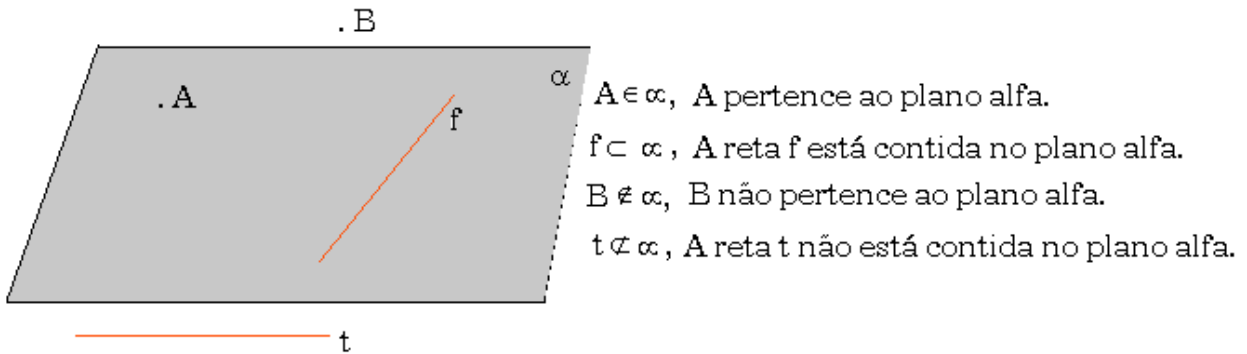 . B
. A
α
f
A ∈ α, A pertence ao plano alfa.
f ⊂ α, A reta f está contida no plano alfa.
B ∉ α, B não pertence ao plano alfa.
t ⊄ α, A reta t não está contida no plano alfa.
t